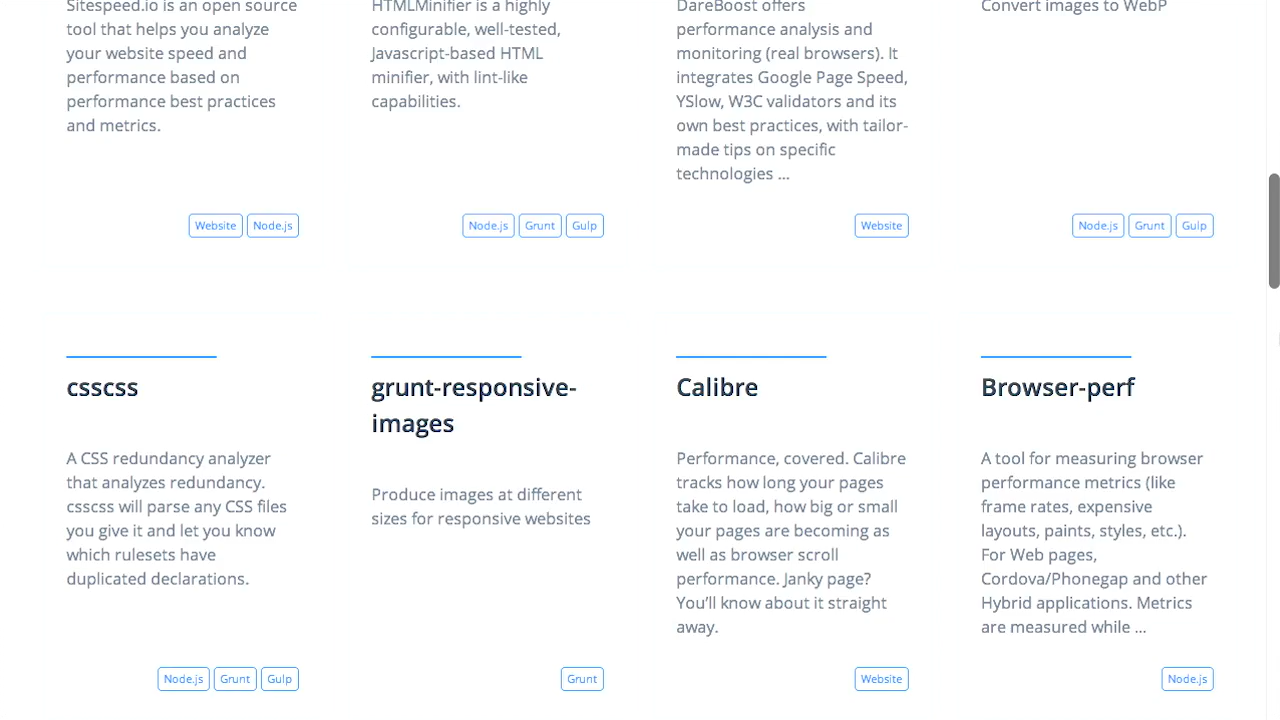 Sitespeed.io is an open source
tool that helps you analyze
your website speed and
performance based on
performance best practices
and metrics.
Website Node.js
HTMLMinifier is a highly
configurable, well-tested,
Javascript-based HTML
minifier, with lint-like
capabilities.
Node.js Grunt Gulp
DareBoost offers
performance analysis and
monitoring (real browsers). It
integrates Google Page Speed,
YSlow, W3C validators and its
own best practices, with tailor-
made tips on specific
technologies ...
Website
Convert images to WebP
Node.js Grunt Gulp
csscss
A CSS redundancy analyzer
that analyzes redundancy.
csscss will parse any CSS files
you give it and let you know
which rulesets have
duplicated declarations.
Node.js Grunt Gulp
grunt-responsive-
images
Produce images at different
sizes for responsive websites
Grunt
Calibre
Performance, covered. Calibre
tracks how long your pages
take to load, how big or small
your pages are becoming as
well as browser scroll
performance. Janky page?
You'll know about it straight
away.
Website
Browser-perf
A tool for measuring browser
performance metrics (like
frame rates, expensive
layouts, paints, styles, etc.).
For Web pages,
Cordova/Phonegap and other
Hybrid applications. Metrics
are measured while ...
Node.js